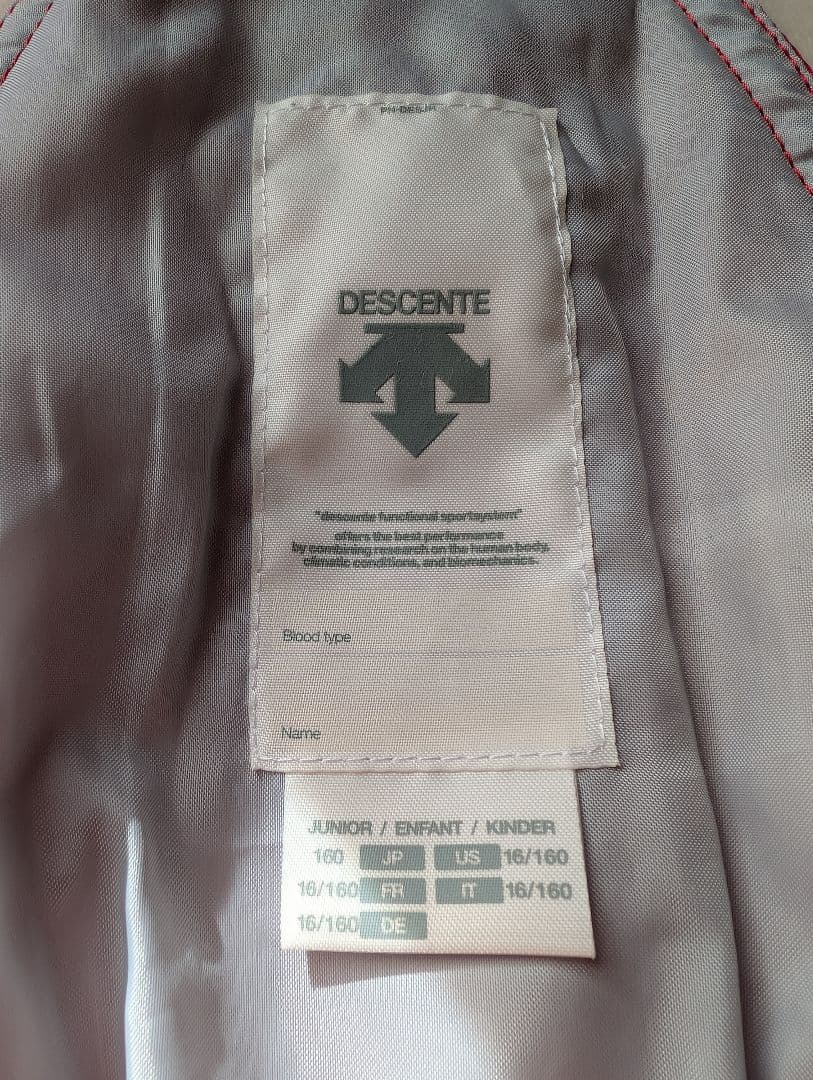 DESCENTE
"descente functional sportsystem"
offers the best performance
by combining research on the human body,
climatic conditions, and biomechanics.
Blood type
Name
JUNIOR / ENFANT / KINDER
160 JP US 16/160
16/160 FR IT 16/160
16/160 DE